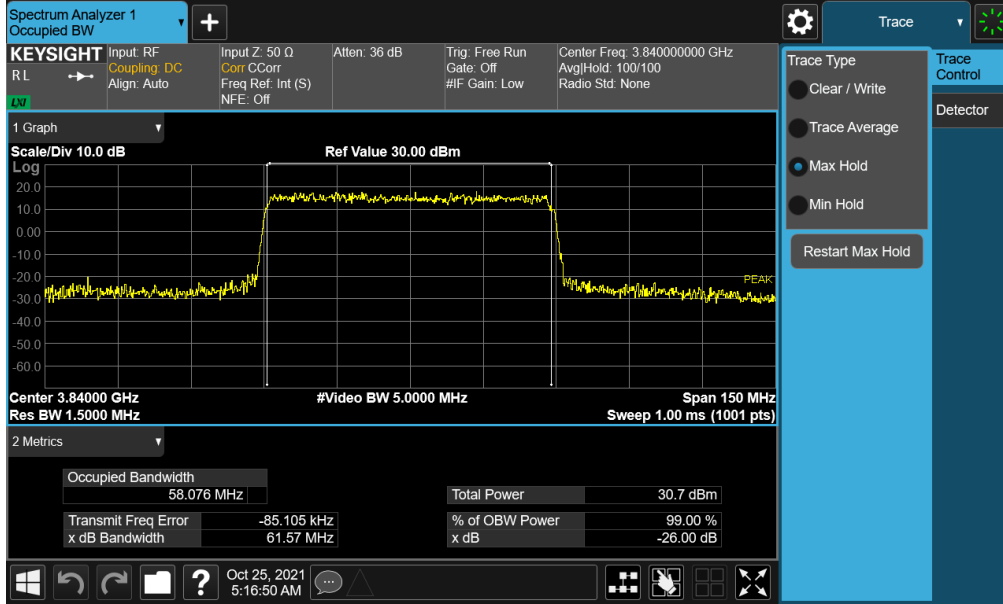 Spectrum Analyzer 1
Occupied BW
Trace
KEYSIGHT
Input: RF
Coupling: DC
Align: Auto
Input Z: 50 Ω
Corr CCorr
Freq Ref: Int (S)
NFE: Off
Atten: 36 dB
Trig: Free Run
Gate: Off
#IF Gain: Low
Center Freq: 3.840000000 GHz
Avg|Hold: 100/100
Radio Std: None
R L
LXI
Trace Type
Clear / Write
Trace Average
Max Hold
Min Hold
Restart Max Hold
Trace
Control
Detector
1 Graph
Scale/Div 10.0 dB
Ref Value 30.00 dBm
Log
20.0
10.0
0.00
-10.0
-20.0
-30.0
-40.0
-50.0
-60.0
PEAK
Center 3.84000 GHz
#Video BW 5.0000 MHz
Span 150 MHz
Res BW 1.5000 MHz
Sweep 1.00 ms (1001 pts)
2 Metrics
Occupied Bandwidth
58.076 MHz
Total Power 30.7 dBm
Transmit Freq Error -85.105 kHz
% of OBW Power 99.00 %
x dB Bandwidth 61.57 MHz
x dB -26.00 dB
Oct 25, 2021
5:16:50 AM